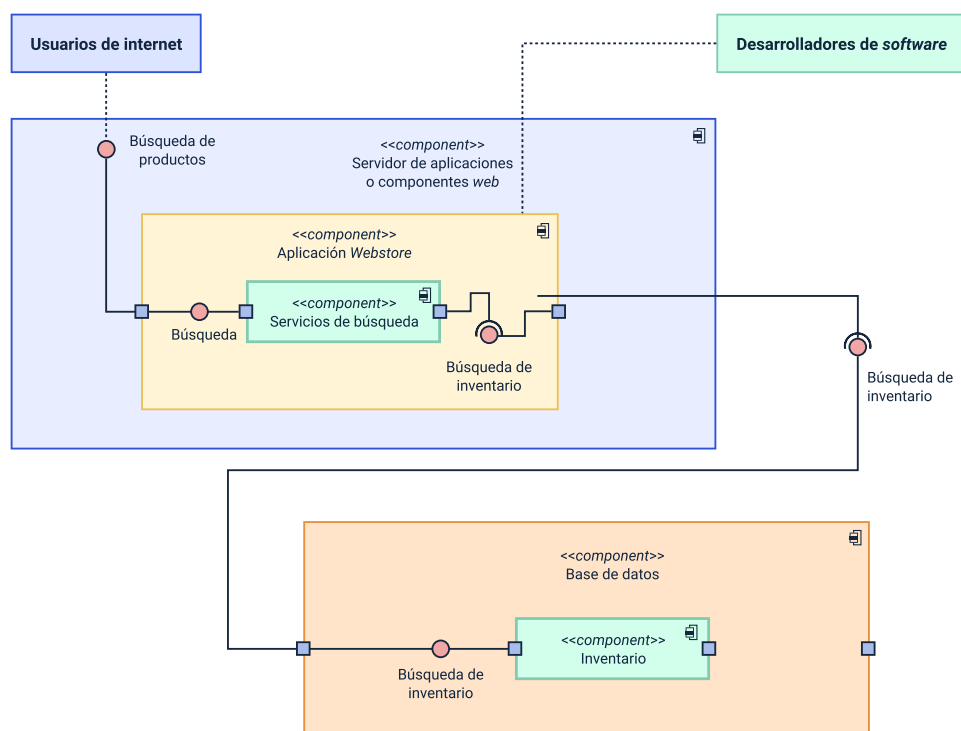 Usuarios de internet
Desarrolladores de software
Búsqueda de
productos
<<component>>
Servidor de aplicaciones
o componentes web
<<component>>
Aplicación Webstore
<<component>>
Servicios de búsqueda
Búsqueda
Búsqueda de
inventario
Búsqueda de
inventario
<<component>>
Base de datos
<<component>>
Inventario
Búsqueda de
inventario